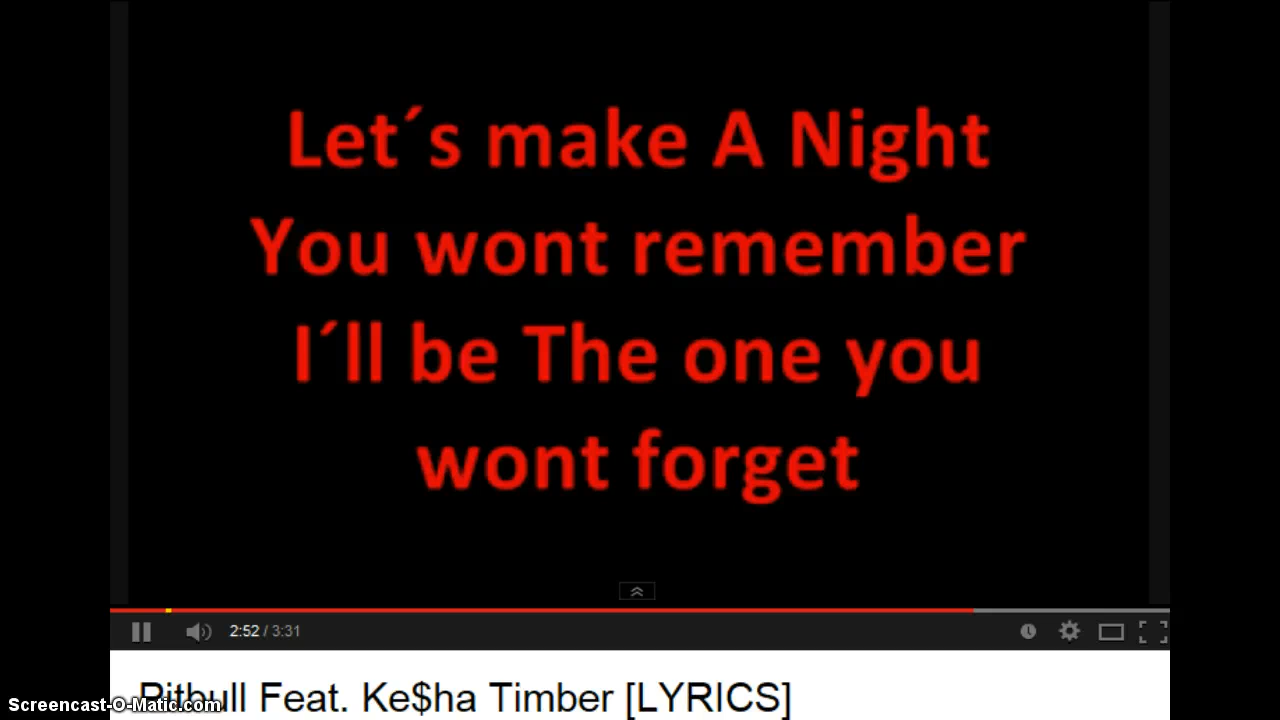 Let´s make A Night
You wont remember
I´ll be The one you
wont forget
2:52 / 3:31
Pitbull Feat. Ke$ha Timber [LYRICS]
Screencast-O-Matic.com